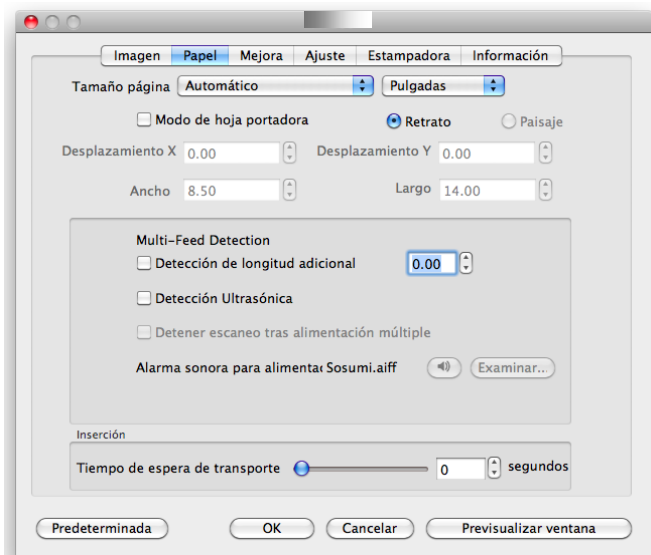 Imagen Papel Mejora Ajuste Estampadora Información
Tamaño página Automático Pulgadas
Modo de hoja portadora Retrato Paisaje
Desplazamiento X 0.00 Desplazamiento Y 0.00
Ancho 8.50 Largo 14.00
Multi-Feed Detection
Detección de longitud adicional 0.00
Detección Ultrasónica
Detener escaneo tras alimentación múltiple
Alarma sonora para alimentac Sosumi.aiff Examinar...
Inserción
Tiempo de espera de transporte 0 segundos
Predeterminada OK Cancelar Previsualizar ventana